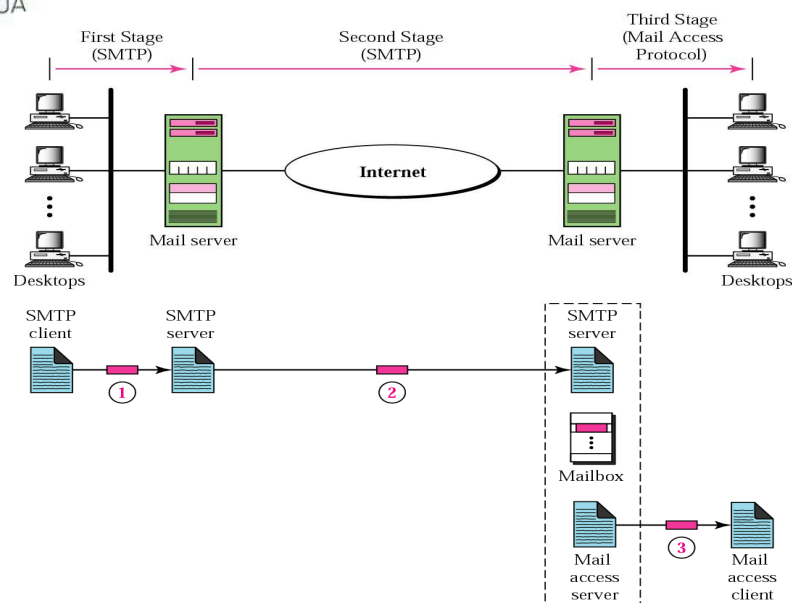 First Stage
(SMTP)
Second Stage
(SMTP)
Third Stage
(Mail Access
Protocol)
Internet
Mail server
Mail server
Desktops
Desktops
SMTP
client
SMTP
server
SMTP
server
1
2
Mailbox
3
Mail
access
server
Mail
access
client